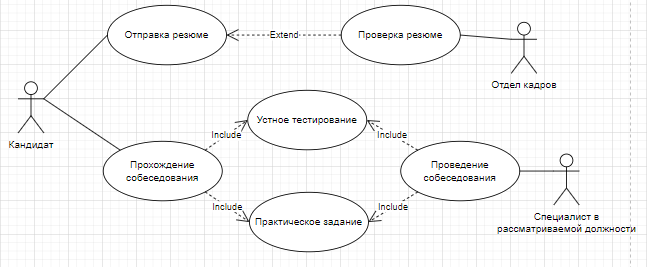 Отправка резюме
Extend
Проверка резюме
Отдел кадров
Кандидат
Устное тестирование
Include
Include
Прохождение
собеседования
Проведение
собеседования
Include
Include
Практическое задание
Специалист в
рассматриваемой должности